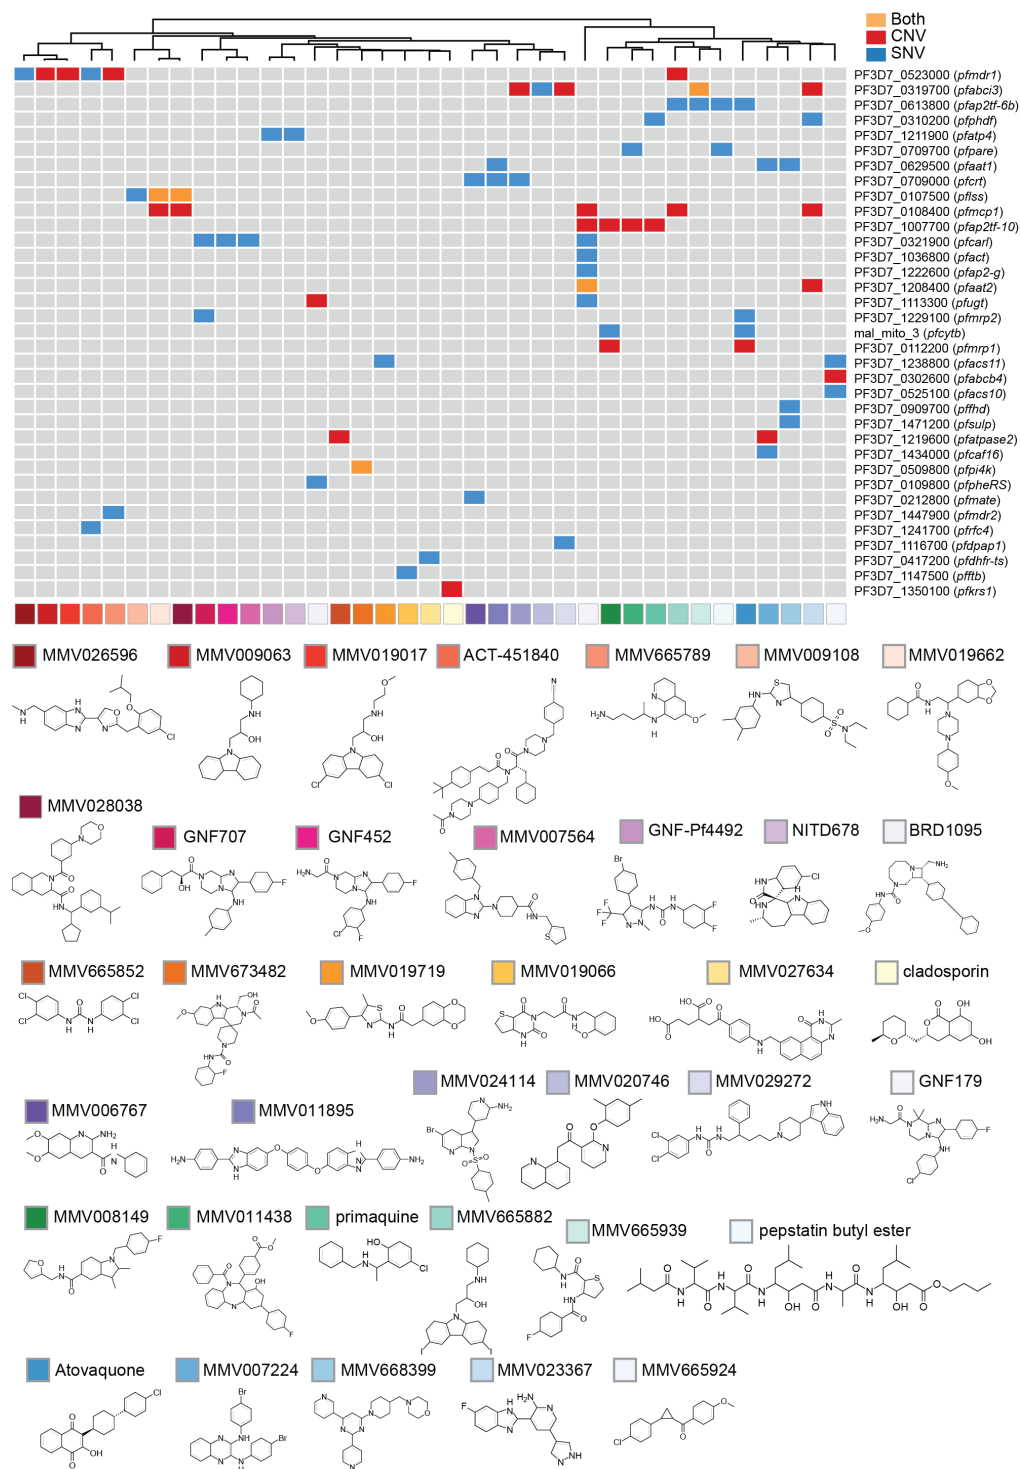 Both
CNV
SNV
PF3D7_0523000 (pfmdr1)
PF3D7_0319700 (pfabci3)
PF3D7_0613800 (pfap2tf-6b)
PF3D7_0310200 (pfphdf)
PF3D7_1211900 (pfatp4)
PF3D7_0709700 (pfpare)
PF3D7_0629500 (pfaat1)
PF3D7_0709000 (pfcrt)
PF3D7_0107500 (pflss)
PF3D7_0108400 (pfmcp1)
PF3D7_1007700 (pfap2tf-10)
PF3D7_0321900 (pfcarl)
PF3D7_1036800 (pfact)
PF3D7_1222600 (pfap2-g)
PF3D7_1208400 (pfaat2)
PF3D7_1113300 (pfugt)
PF3D7_1229100 (pfmrp2)
mal_mito_3 (pfcytb)
PF3D7_0112200 (pfmrp1)
PF3D7_1238800 (pfacs11)
PF3D7_0302600 (pfabcb4)
PF3D7_0525100 (pfacs10)
PF3D7_0909700 (pffhd)
PF3D7_1471200 (pfsulp)
PF3D7_1219600 (pfatpase2)
PF3D7_1434000 (pfcaf16)
PF3D7_0509800 (pfpi4k)
PF3D7_0109800 (pfpheRS)
PF3D7_0212800 (pfmate)
PF3D7_1447900 (pfmdr2)
PF3D7_1241700 (pfrfc4)
PF3D7_1116700 (pfdpap1)
PF3D7_0417200 (pfdhfr-ts)
PF3D7_1147500 (pfftb)
PF3D7_1350100 (pfkrs1)
MMV026596 MMV009063 MMV019017 ACT-451840 MMV665789 MMV009108 MMV019662
MMV028038
GNF707 GNF452 MMV007564 GNF-Pf4492 NITD678 BRD1095
MMV665852 MMV673482 MMV019719 MMV019066 MMV027634 cladosporin
MMV006767 MMV011895 MMV024114 MMV020746 MMV029272 GNF179
MMV008149 MMV011438 primaquine MMV665882 MMV665939 pepstatin butyl ester
Atovaquone MMV007224 MMV668399 MMV023367 MMV665924